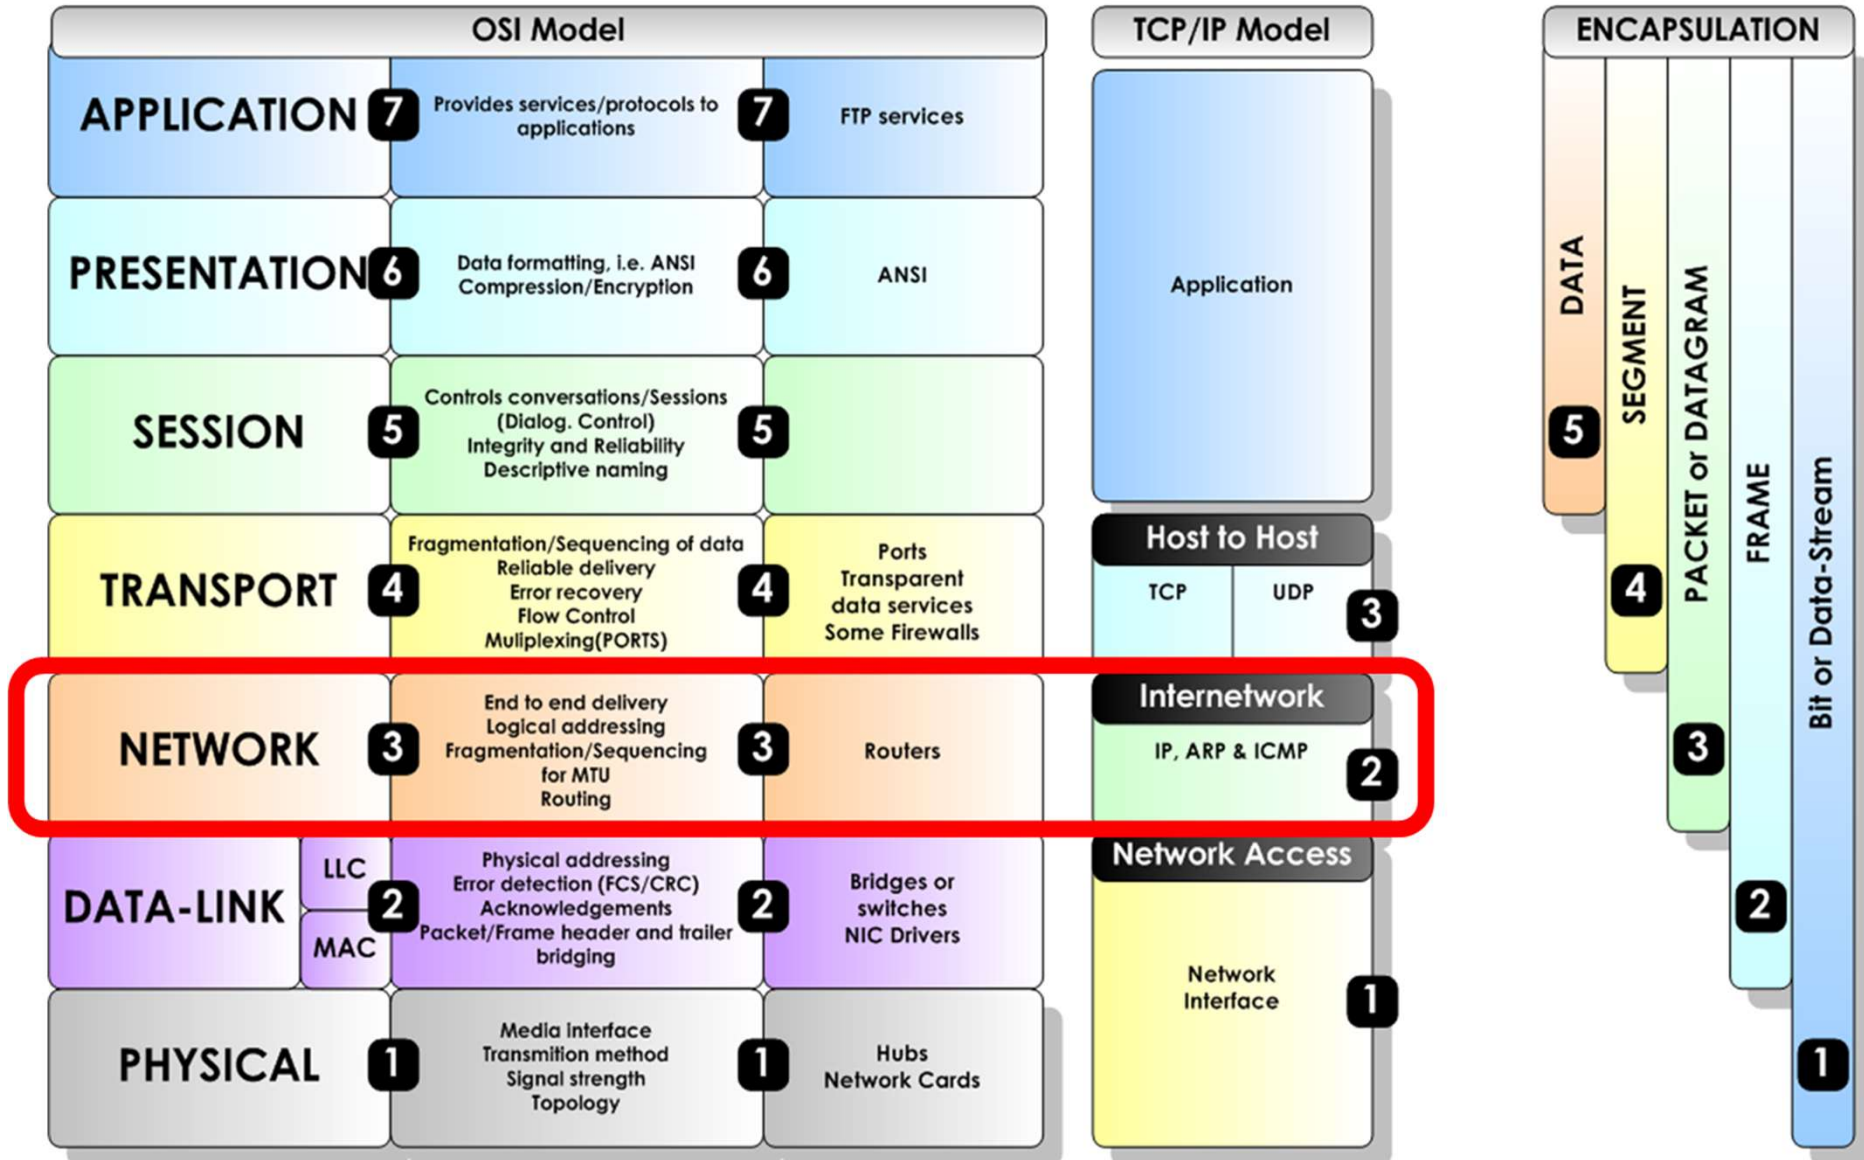 OSI Model
APPLICATION
7
Provides services/protocols to
applications
7
FTP services
PRESENTATION
6
Data formatting, i.e. ANSI
Compression/Encryption
6
ANSI
SESSION
5
Controls conversations/Sessions
(Dialog. Control)
Integrity and Reliability
Descriptive naming
5
TRANSPORT
4
Fragmentation/Sequencing of data
Reliable delivery
Error recovery
Flow Control
Muliplexing(PORTS)
4
Ports
Transparent
data services
Some Firewalls
NETWORK
3
End to end delivery
Logical addressing
Fragmentation/Sequencing
for MTU
Routing
3
Routers
DATA-LINK
LLC
MAC
2
Physical addressing
Error detection (FCS/CRC)
Acknowledgements
Packet/Frame header and trailer
bridging
2
Bridges or
switches
NIC Drivers
PHYSICAL
1
Media interface
Transmition method
Signal strength
Topology
1
Hubs
Network Cards
TCP/IP Model
Application
Host to Host
TCP
UDP
3
Internetwork
IP, ARP & ICMP
2
Network Access
Network
Interface
1
ENCAPSULATION
DATA
5
SEGMENT
4
PACKET or DATAGRAM
3
FRAME
2
Bit or Data-Stream
1